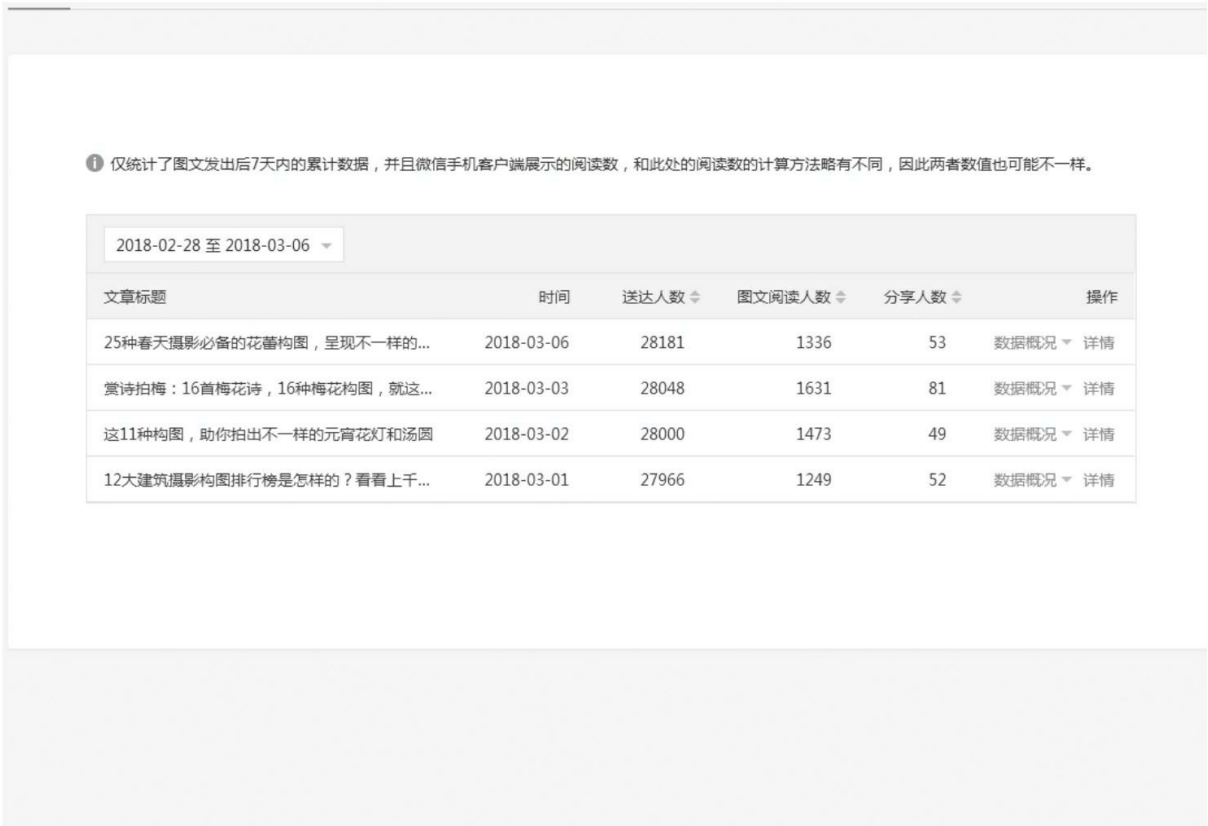 仅统计了图文发出后7天内的累计数据，并且微信手机客户端展示的阅读数，和此处的阅读数的计算方法略有不同，因此两者数值也可能不一样。
2018-02-28 至 2018-03-06
文章标题 时间 送达人数 图文阅读人数 分享人数 操作
25种春天摄影必备的花蕾构图，呈现不一样的... 2018-03-06 28181 1336 53 数据概况 详情
赏诗拍梅：16首梅花诗，16种梅花构图，就这... 2018-03-03 28048 1631 81 数据概况 详情
这11种构图，助你拍出不一样的元宵花灯和汤圆 2018-03-02 28000 1473 49 数据概况 详情
12大建筑摄影构图排行榜是怎样的？看看上千... 2018-03-01 27966 1249 52 数据概况 详情